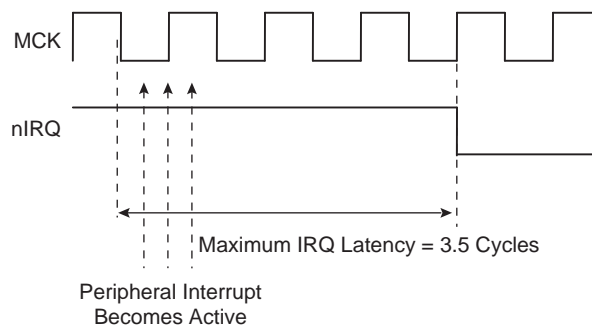 MCK
nIRQ
Maximum IRQ Latency = 3.5 Cycles
Peripheral Interrupt
Becomes Active